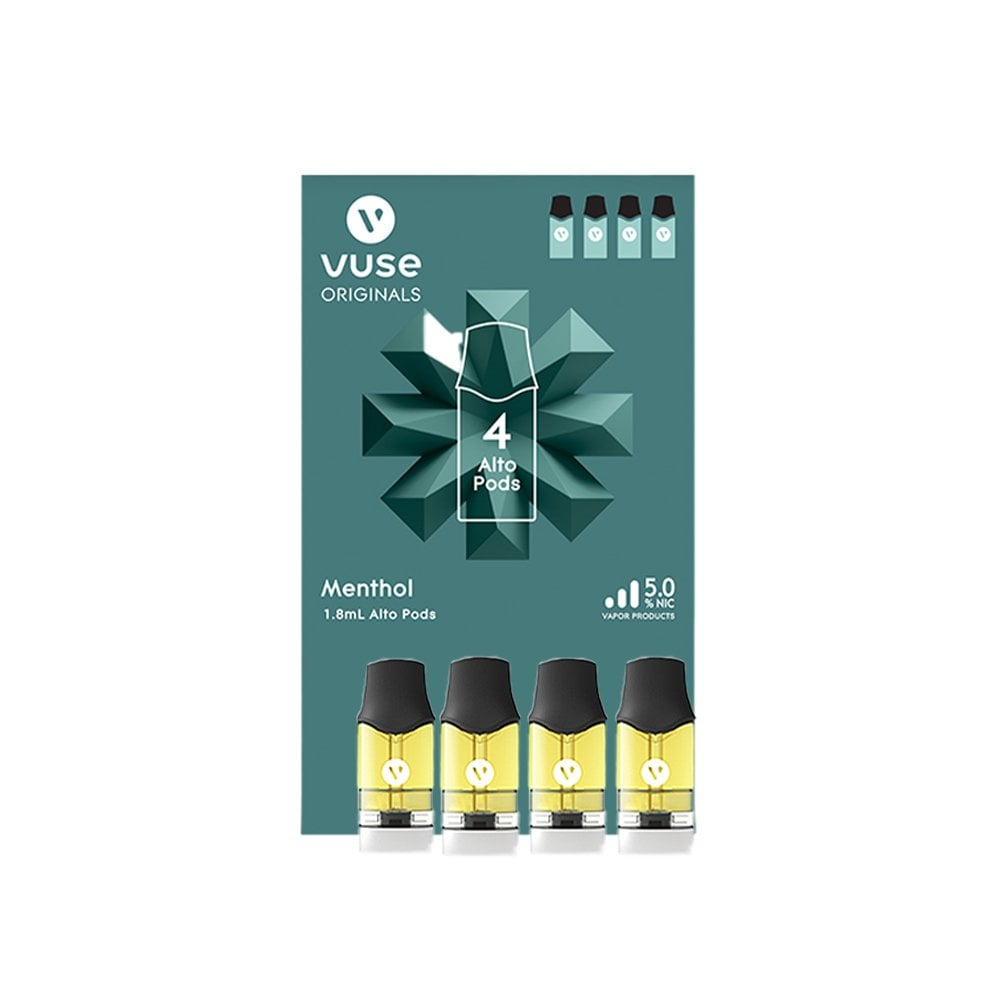 vuse
ORIGINALS
4
Alto
Pods
Menthol
1.8mL Alto Pods
5.0
% NIC
VAPOR PRODUCTS